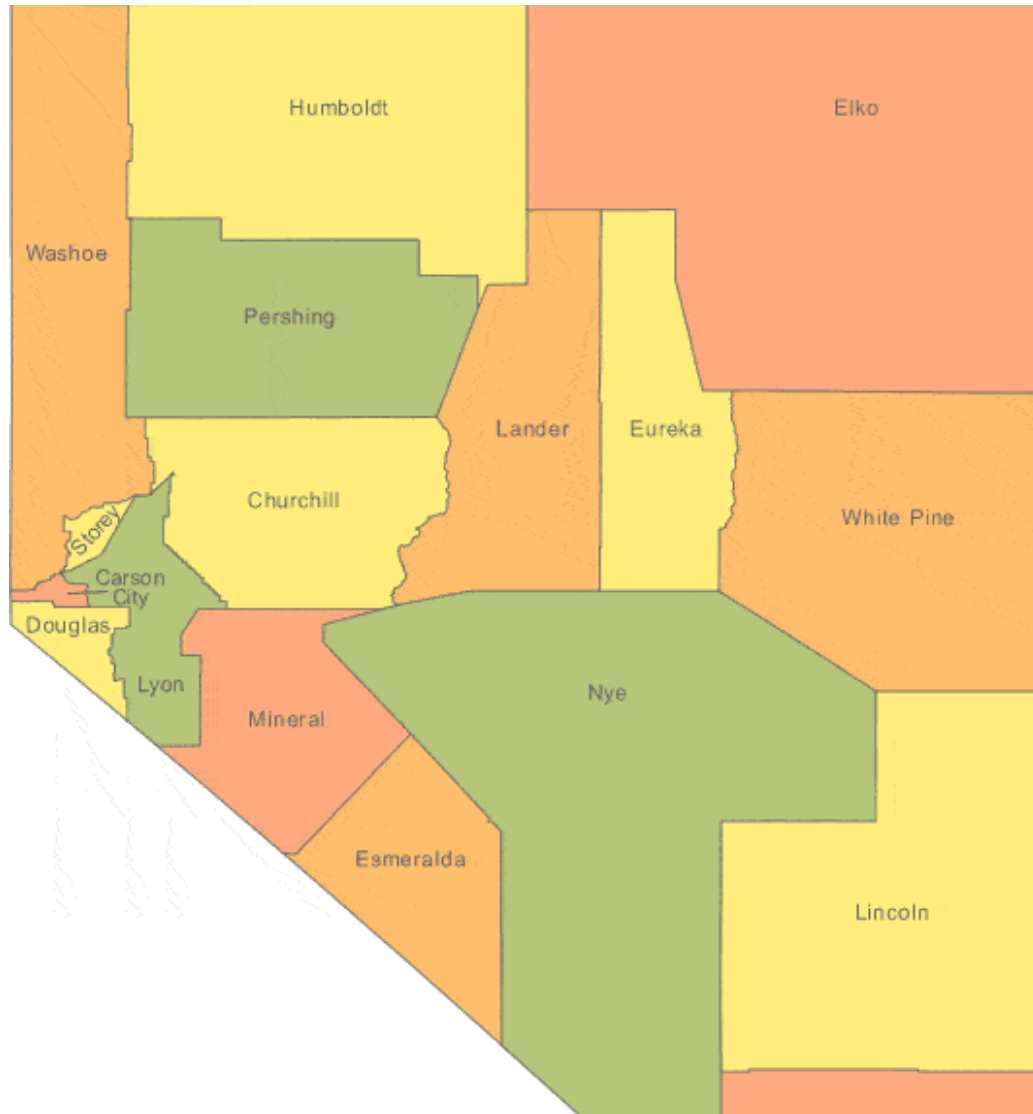 Humboldt
Elko
Washoe
Pershing
Lander
Eureka
Churchill
White Pine
Storey
Carson
City
Douglas
Lyon
Nye
Mineral
Esmeralda
Lincoln